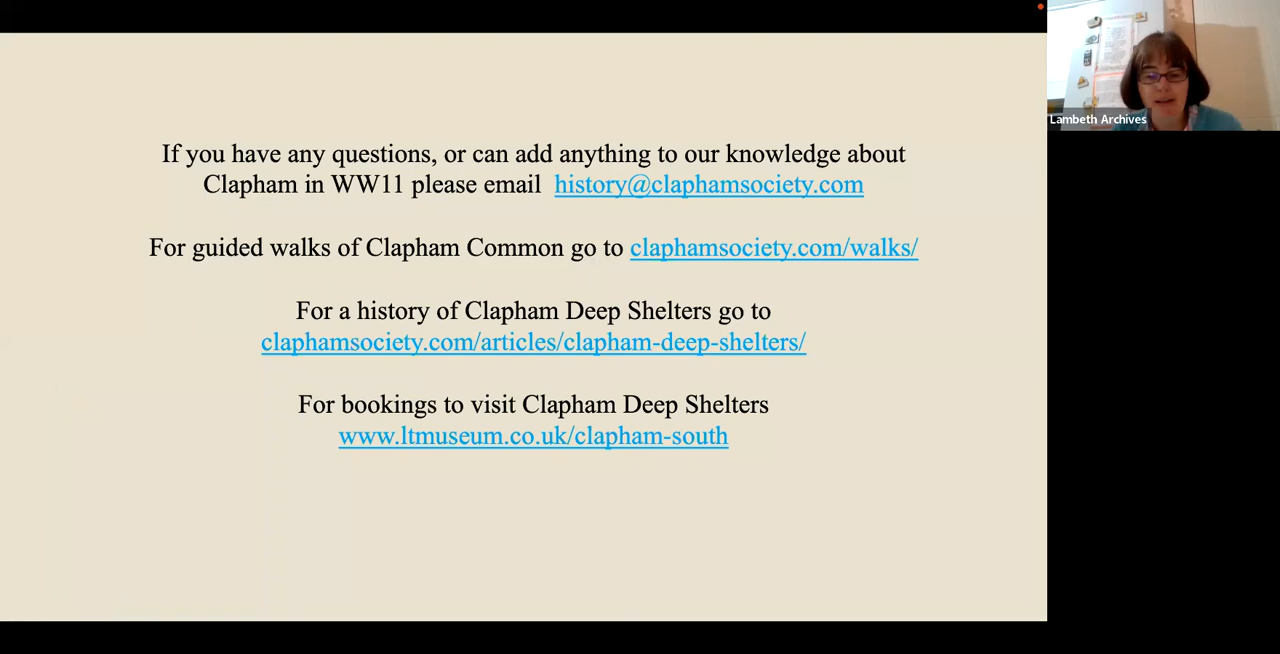 If you have any questions, or can add anything to our knowledge about
Clapham in WW11 please email history@claphamsociety.com
For guided walks of Clapham Common go to claphamsociety.com/walks/
For a history of Clapham Deep Shelters go to
claphamsociety.com/articles/clapham-deep-shelters/
For bookings to visit Clapham Deep Shelters
www.ltmuseum.co.uk/clapham-south
Lambeth Archives